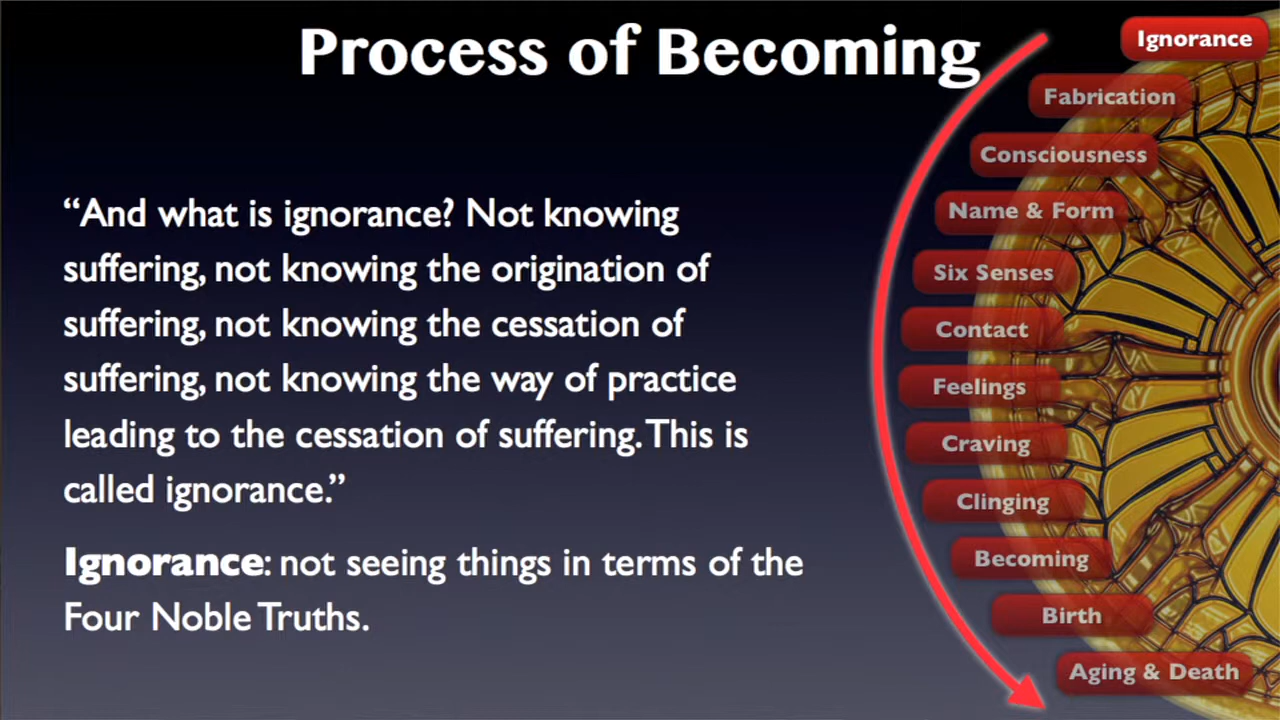 Process of Becoming
“And what is ignorance? Not knowing
suffering, not knowing the origination of
suffering, not knowing the cessation of
suffering, not knowing the way of practice
leading to the cessation of suffering. This is
called ignorance.”
Ignorance: not seeing things in terms of the
Four Noble Truths.
Ignorance
Fabrication
Consciousness
Name & Form
Six Senses
Contact
Feelings
Craving
Clinging
Becoming
Birth
Aging & Death